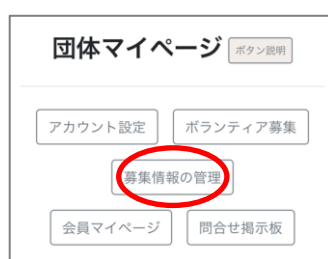 団体マイページ ボタン説明
アカウント設定 ボランティア募集
募集情報の管理
会員マイページ 問合せ掲示板